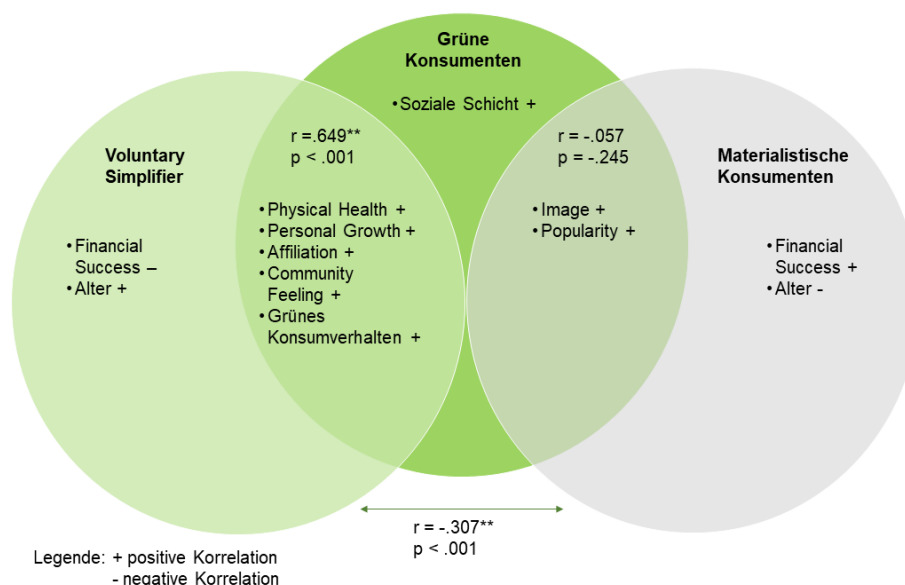 Grüne
Konsumenten
• Soziale Schicht +
r =.649**
p < .001
r = -.057
p = -.245
Voluntary
Simplifier
Materialistische
Konsumenten
• Physical Health +
• Personal Growth +
• Affiliation +
• Community
Feeling +
• Grünes
Konsumverhalten +
• Image +
• Popularity +
• Financial
Success –
• Alter +
• Financial
Success +
• Alter -
r = -.307**
p < .001
Legende: + positive Korrelation
- negative Korrelation